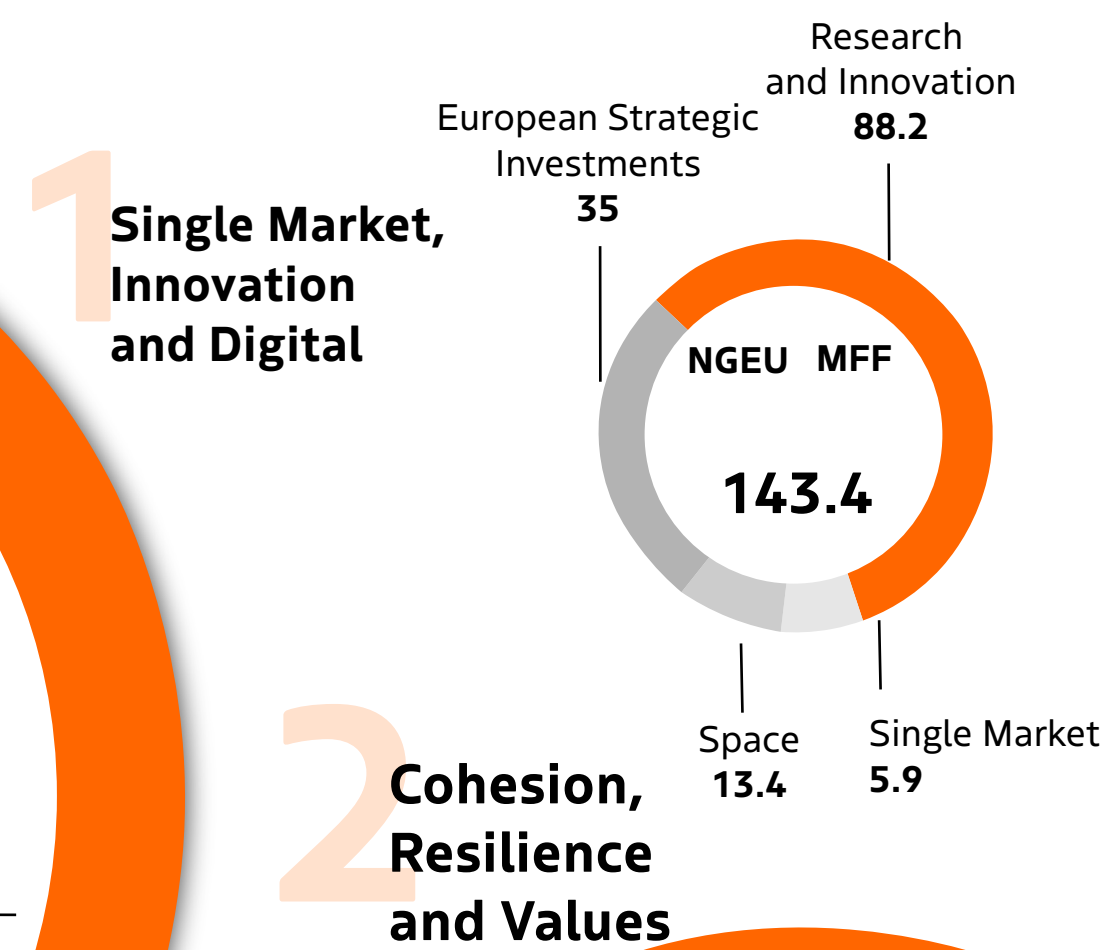 1
Single Market,
Innovation
and Digital
European Strategic
Investments
35
Research
and Innovation
88.2
NGEU MFF
143.4
Space
13.4
Single Market
5.9
2
Cohesion,
Resilience
and Values